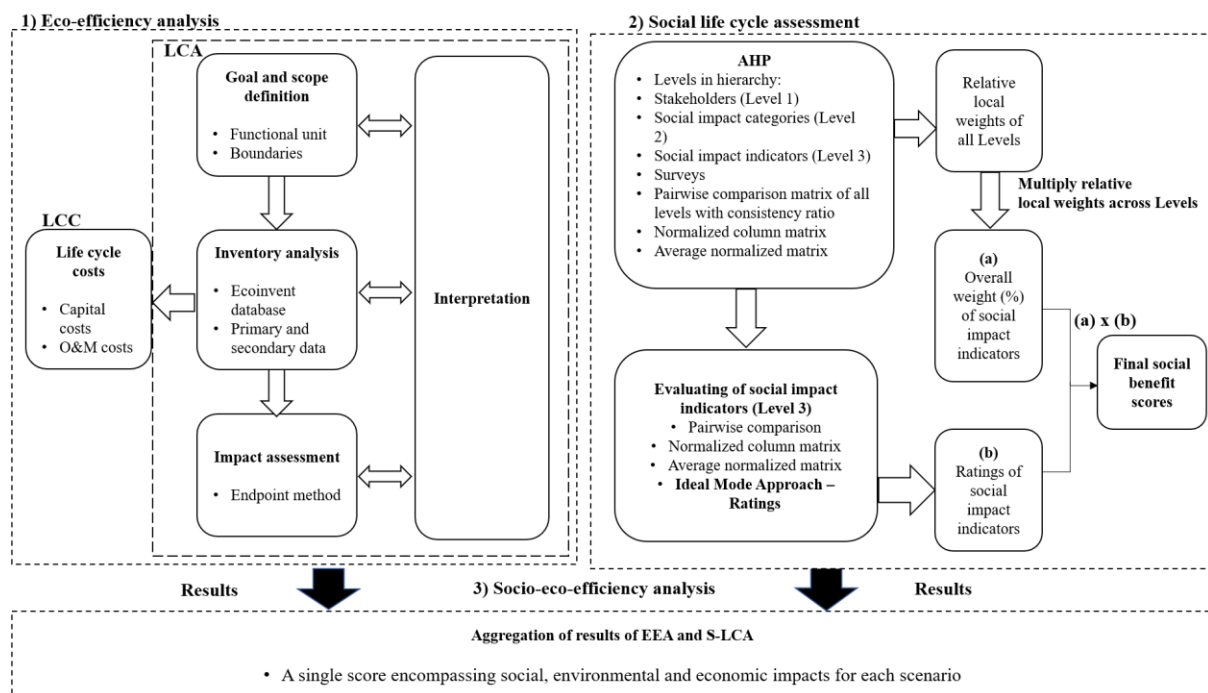 1) Eco-efficiency analysis
LCA
Goal and scope
definition
• Functional unit
• Boundaries
LCC
Life cycle
costs
• Capital
costs
• O&M costs
Inventory analysis
• Ecoinvent
database
• Primary and
secondary data
Impact assessment
• Endpoint method
Interpretation
2) Social life cycle assessment
AHP
• Levels in hierarchy:
• Stakeholders (Level 1)
• Social impact categories (Level
2)
• Social impact indicators (Level 3)
• Surveys
• Pairwise comparison matrix of all
levels with consistency ratio
• Normalized column matrix
• Average normalized matrix
Relative
local
weights of
all Levels
Multiply relative
local weights across Levels
(a)
Overall
weight (%)
of social
impact
indicators
(a) x (b)
Final social
benefit
scores
Evaluating of social impact
indicators (Level 3)
• Pairwise comparison
• Normalized column matrix
• Average normalized matrix
• Ideal Mode Approach –
Ratings
(b)
Ratings of
social
impact
indicators
Results
3) Socio-eco-efficiency analysis
Results
Aggregation of results of EEA and S-LCA
• A single score encompassing social, environmental and economic impacts for each scenario